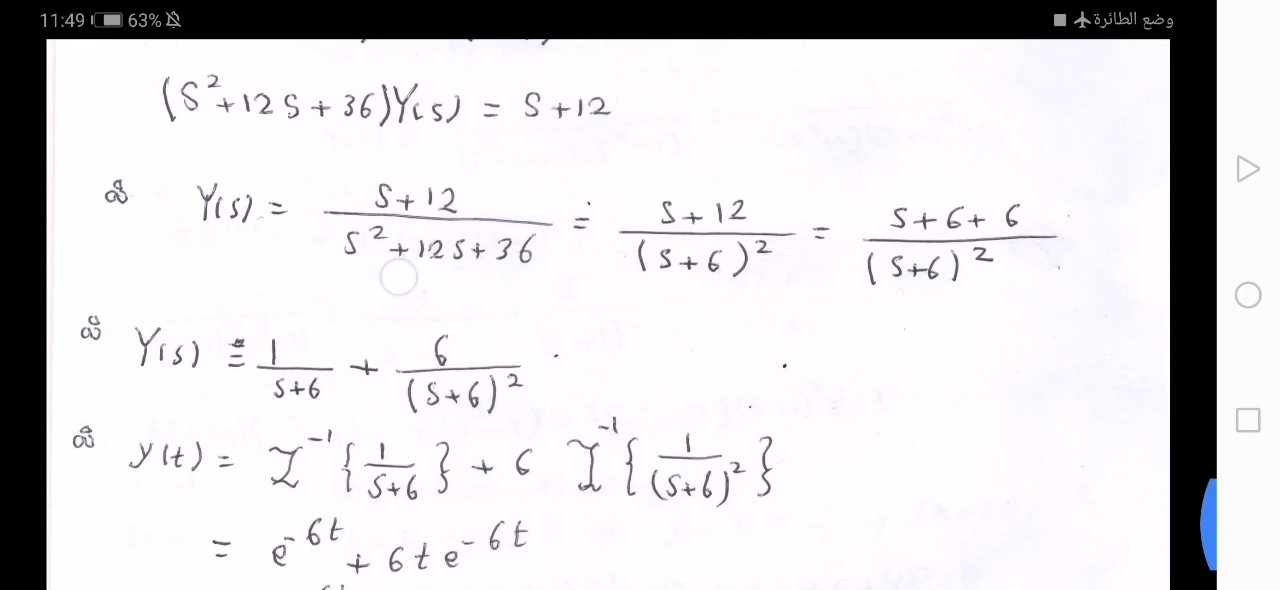 11:49 63% وضع الطائرة
(S²+12S+36)Y(s) = S+12
Y(s) = S+12 / S²+12S+36 = S+12 / (S+6)² = S+6+6 / (S+6)²
Y(s) = 1 / S+6 + 6 / (S+6)²
y(t) = ℒ⁻¹ { 1 / S+6 } + 6 ℒ⁻¹ { 1 / (S+6)² }
= e⁻⁶ᵗ + 6te⁻⁶ᵗ